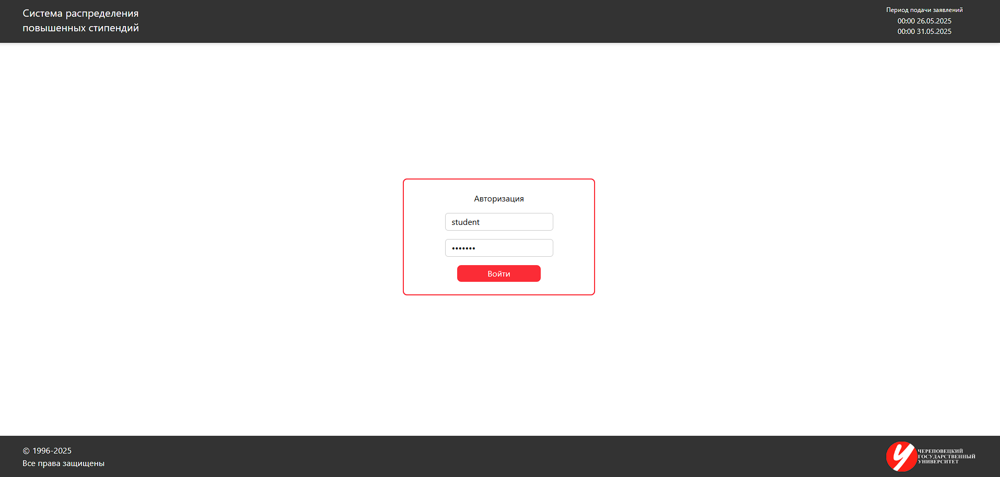 Система распределения
повышенных стипендий
Период подачи заявлений
00:00 26.05.2025
00:00 31.05.2025
Авторизация
student
•••••••
Войти
© 1996-2025
Все права защищены
ЧЕРЕПОВЕЦКИЙ
ГОСУДАРСТВЕННЫЙ
УНИВЕРСИТЕТ